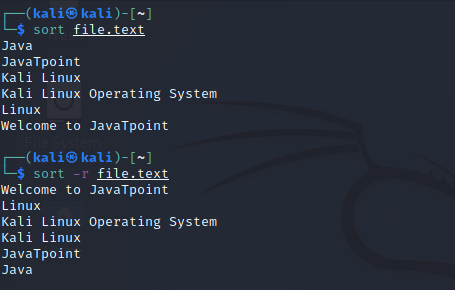 ┌──(kali㉿kali)-[~]
└─$ sort file.text
Java
JavaTpoint
Kali Linux
Kali Linux Operating System
Linux
Welcome to JavaTpoint
┌──(kali㉿kali)-[~]
└─$ sort -r file.text
Welcome to JavaTpoint
Linux
Kali Linux Operating System
Kali Linux
JavaTpoint
Java